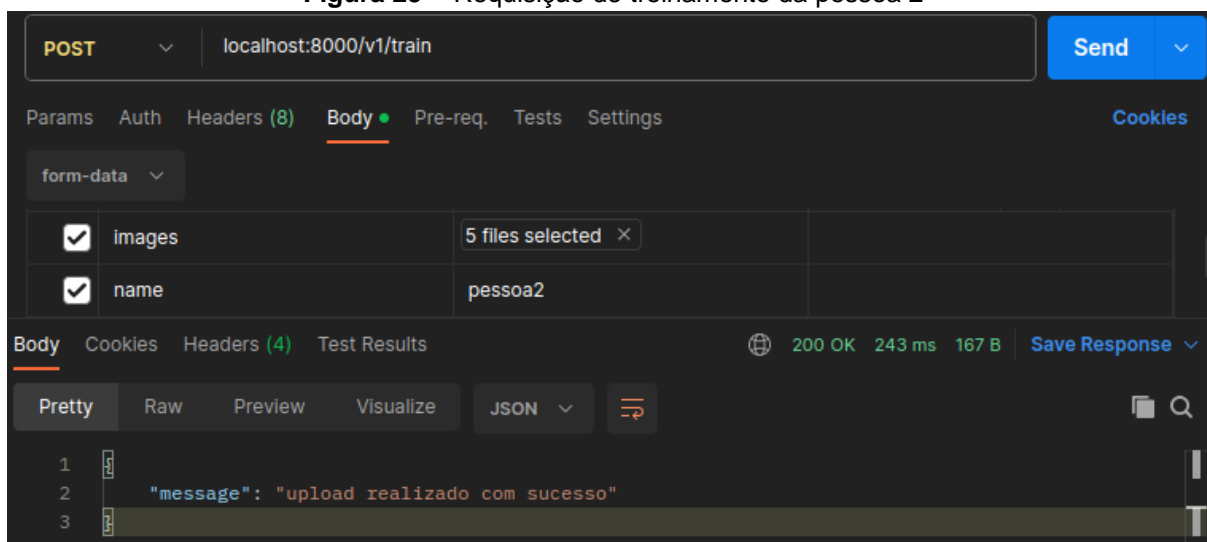 POST localhost:8000/v1/train Send
Params Auth Headers (8) Body Pre-req. Tests Settings Cookies
form-data
images 5 files selected
name pessoa2
Body Cookies Headers (4) Test Results 200 OK 243 ms 167 B Save Response
Pretty Raw Preview Visualize JSON
1 {
2 "message": "upload realizado com sucesso"
3 }